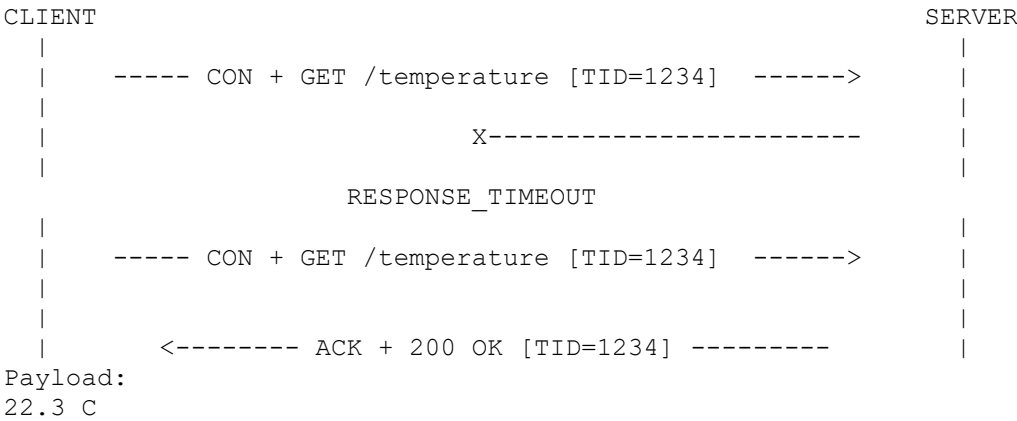 CLIENT SERVER
| |
| ----- CON + GET /temperature [TID=1234] ------> |
| |
| X------------------------ |
| |
RESPONSE_TIMEOUT
| |
| ----- CON + GET /temperature [TID=1234] ------> |
| |
| |
| <-------- ACK + 200 OK [TID=1234] --------- |
Payload:
22.3 C